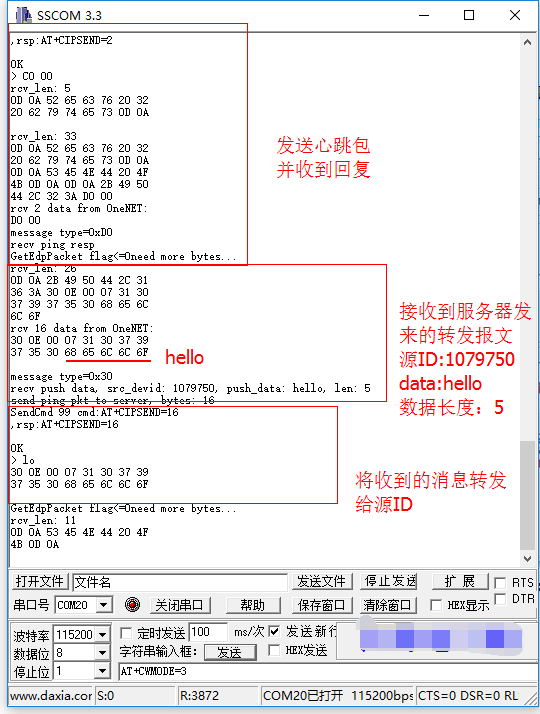 SSCOM 3.3
,rsp:AT+CIPSEND=2
OK
> C0 00
rcv_len: 5
0D 0A 52 65 63 76 20 32
20 62 79 74 65 73 0D 0A
rcv_len: 33
0D 0A 52 65 63 76 20 32
20 62 79 74 65 73 0D 0A
0D 0A 53 45 4E 44 20 4F
4B 0D 0A 0D 0A 2B 49 50
44 2C 32 3A D0 00
rcv 2 data from OneNET:
D0 00
message type=0xD0
recv ping resp
GetEdpPacket flag<=0need more bytes...
发送心跳包
并收到回复
rcv_len: 26
0D 0A 2B 49 50 44 2C 31
36 3A 30 0E 00 07 31 30
37 39 37 35 30 68 65 6C
6C 6F
rcv 16 data from OneNET:
30 0E 00 07 31 30 37 39
37 35 30 68 65 6C 6C 6F
hello
message type=0x30
recv push data, src_devid: 1079750, push_data: hello, len: 5
send ping pkt to server, bytes: 16
接收到服务器发
来的转发报文
源ID:1079750
data:hello
数据长度：5
SendCmd 99 cmd:AT+CIPSEND=16
,rsp:AT+CIPSEND=16
OK
> lo
30 0E 00 07 31 30 37 39
37 35 30 68 65 6C 6C 6F
将收到的消息转发
给源ID
GetEdpPacket flag<=0need more bytes...
rcv_len: 11
0D 0A 53 45 4E 44 20 4F
4B 0D 0A
打开文件 文件名 发送文件 停止发送 扩 展 RTS
串口号 COM20 关闭串口 帮助 保存窗口 清除窗口 HEX显示 DTR
波特率 115200 定时发送 100 ms/次 发送新行
数据位 8 字符串输入框： 发送 HEX发送
停止位 1 AT+CWMODE=3
www.daxia.com S:0 R:3872 COM20已打开 115200bps CTS=0 DSR=0 RL